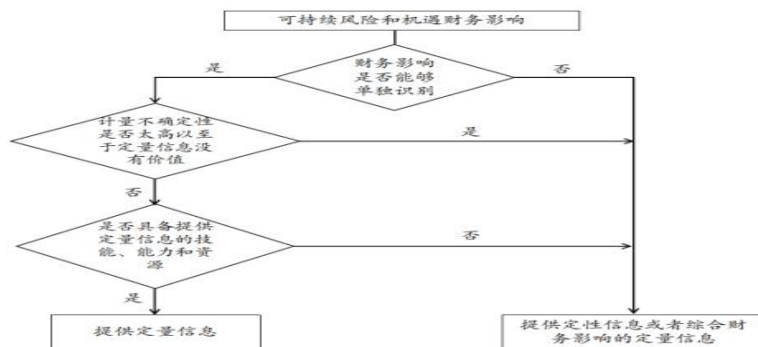 可持续风险和机遇财务影响
是
财务影响
是否能够
单独识别
否
计量不确定性
是否太高以至
于定量信息没
有价值
是
否
是否具备提供
定量信息的技
能、能力和资
源
否
是
提供定量信息
提供定性信息或者综合财
务影响的定量信息